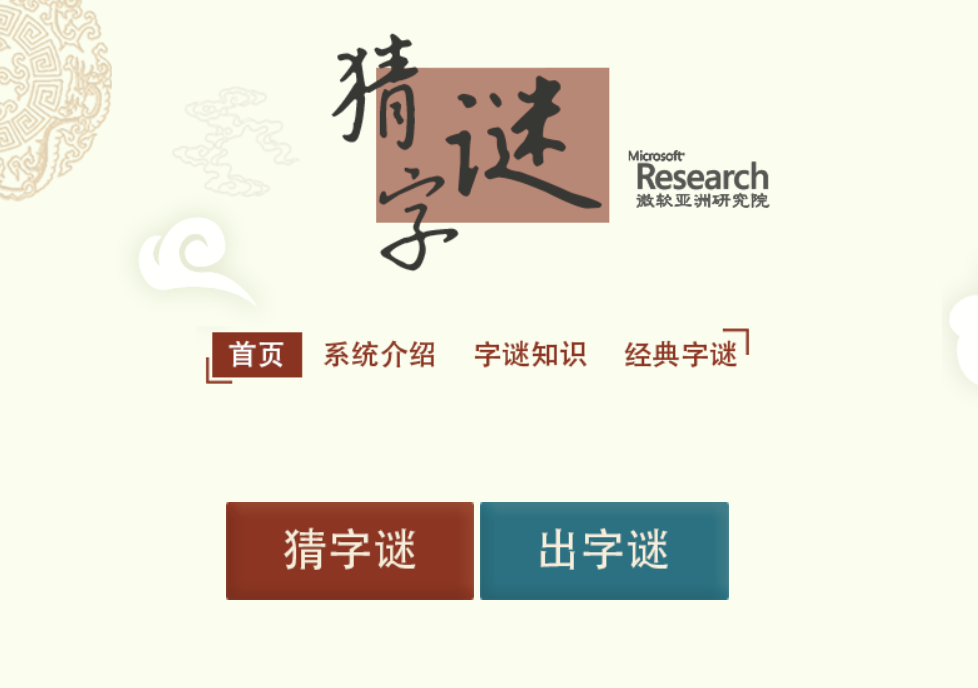 猜字谜
Microsoft
Research
微软亚洲研究院
首页 系统介绍 字谜知识 经典字谜
猜字谜 出字谜